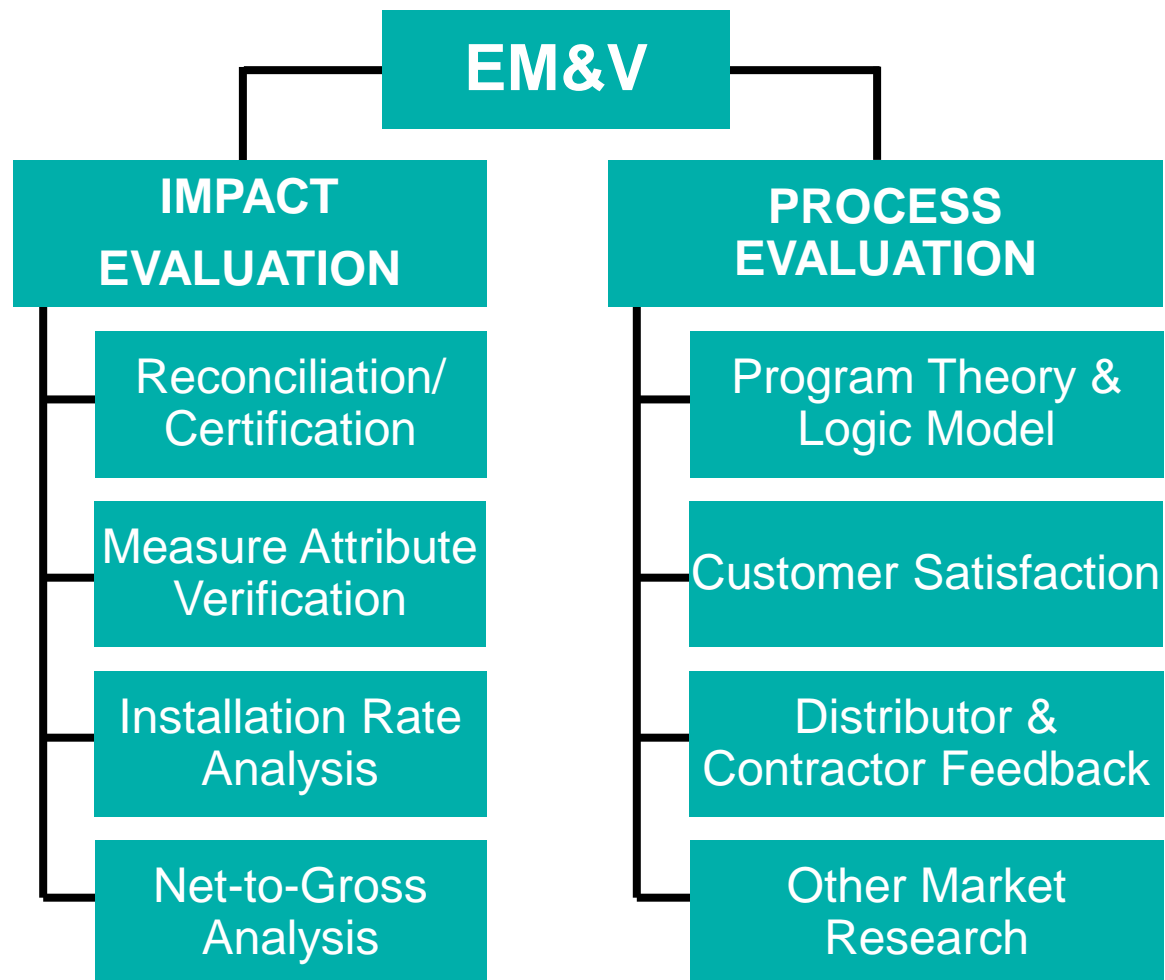 EM&V
IMPACT
EVALUATION
Reconciliation/
Certification
Measure Attribute
Verification
Installation Rate
Analysis
Net-to-Gross
Analysis
PROCESS
EVALUATION
Program Theory &
Logic Model
Customer Satisfaction
Distributor &
Contractor Feedback
Other Market
Research